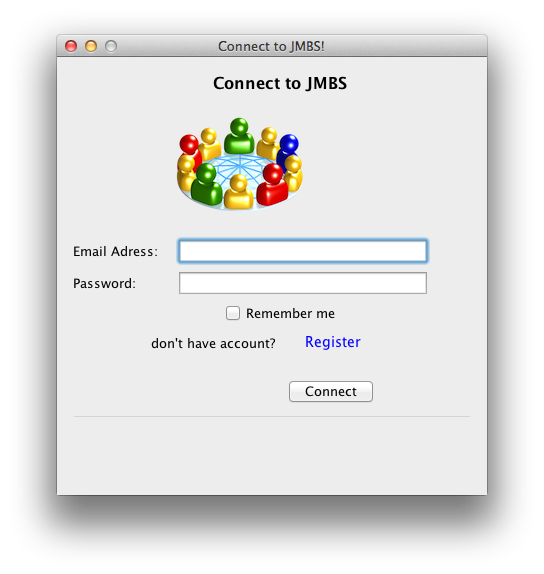 Connect to JMBS!
Connect to JMBS
Email Adress:
Password:
Remember me
don't have account? Register
Connect